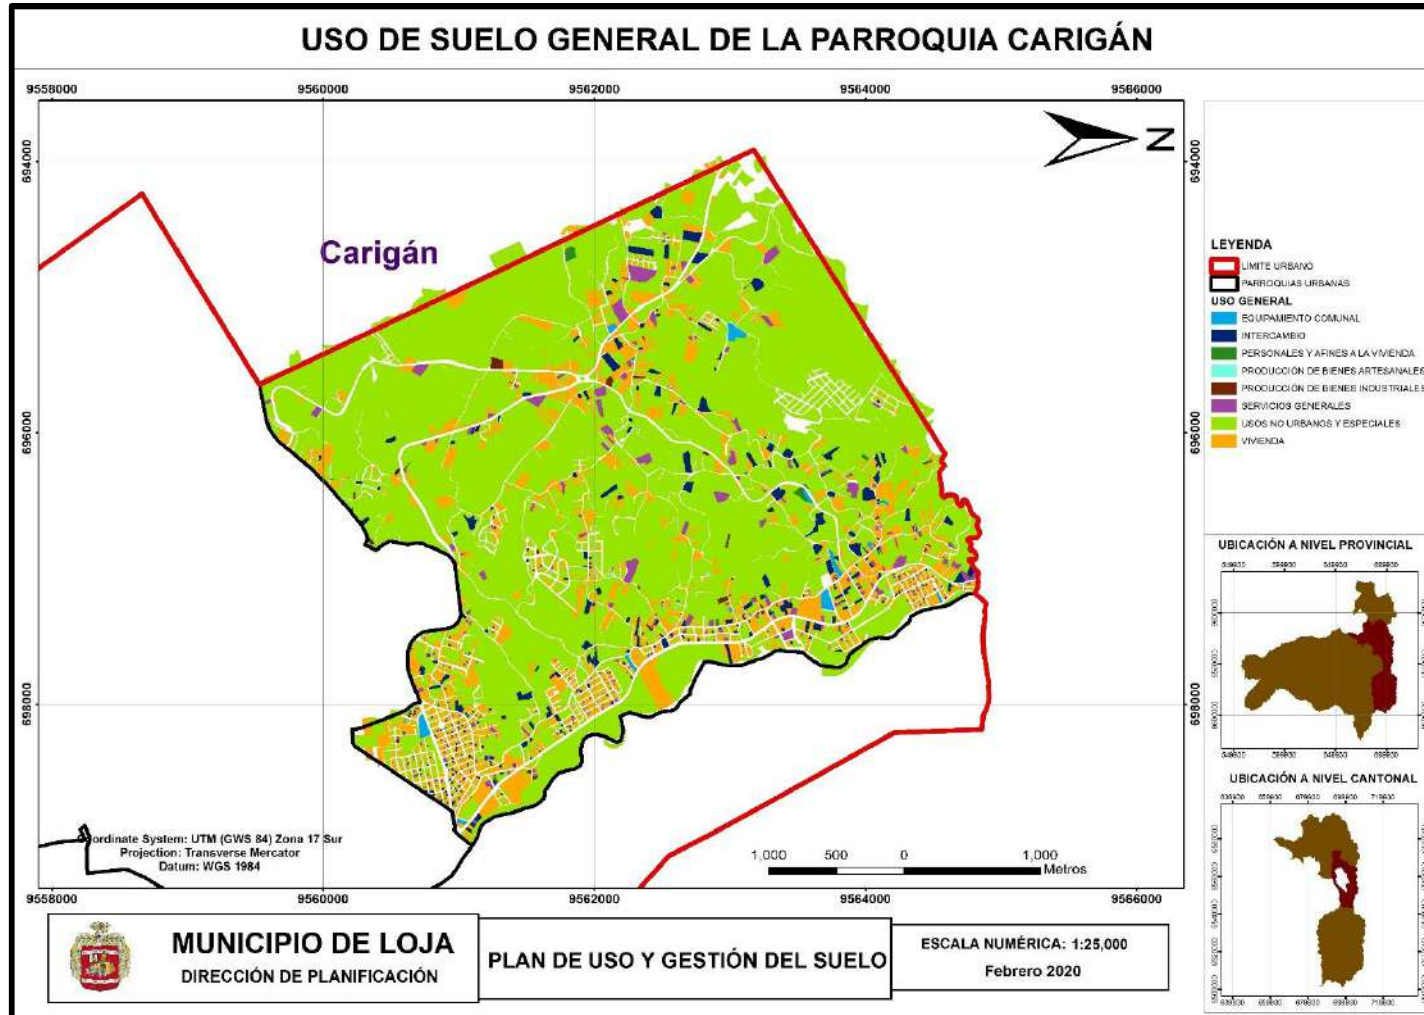 USO DE SUELO GENERAL DE LA PARROQUIA CARIGÁN
9558000 9560000 9562000 9564000 9566000
N
694000 694000
Carigán
696000 696000
698000 698000
LEYENDA
LÍMITE URBANO
PARROQUIAS URBANAS
USO GENERAL
EQUIPAMIENTO COMUNAL
INTERCAMBIO
PERSONALES Y AFINES A LA VIVIENDA
PRODUCCIÓN DE BIENES ARTESANALES
PRODUCCIÓN DE BIENES INDUSTRIALES
SERVICIOS GENERALES
USOS NO URBANOS Y ESPECIALES
VIVIENDA
UBICACIÓN A NIVEL PROVINCIAL
UBICACIÓN A NIVEL CANTONAL
ordinate System: UTM (GWS 84) Zona 17 Sur
Projection: Transverse Mercator
Datum: WGS 1984
1,000 500 0 1,000
Metros
9558000 9560000 9562000 9564000 9566000
MUNICIPIO DE LOJA
DIRECCIÓN DE PLANIFICACIÓN
PLAN DE USO Y GESTIÓN DEL SUELO
ESCALA NUMÉRICA: 1:25,000
Febrero 2020